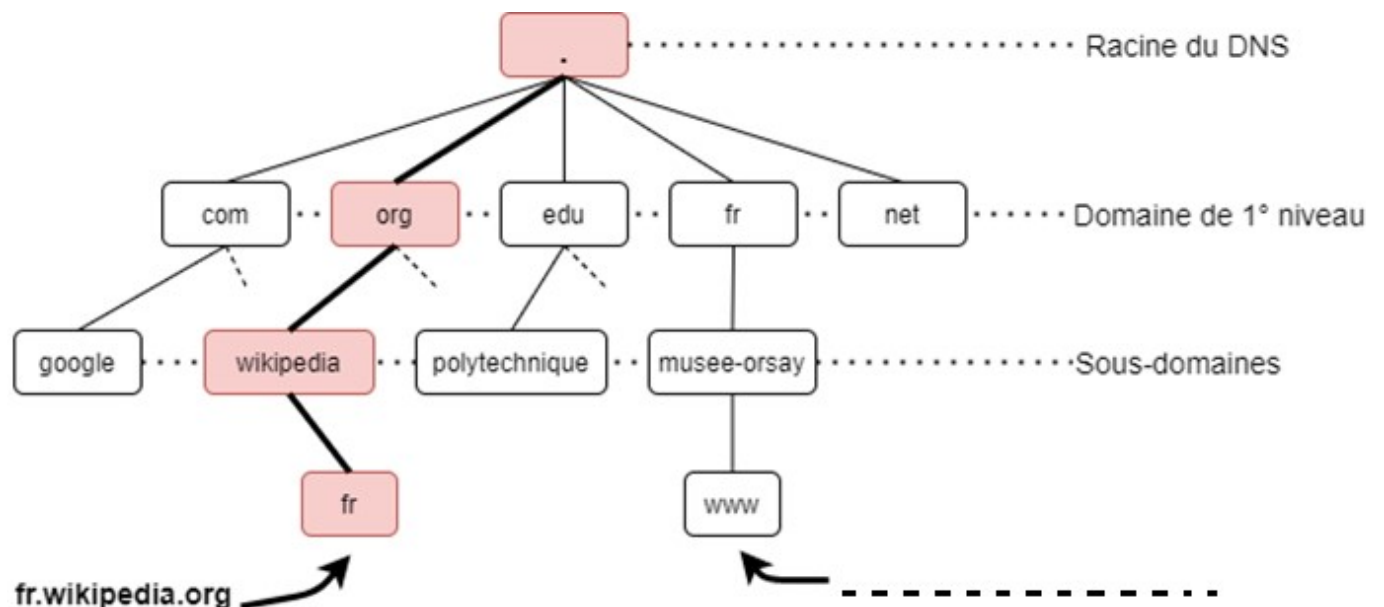 .
Racine du DNS
com
org
edu
fr
net
Domaine de 1° niveau
google
wikipedia
polytechnique
musee-orsay
Sous-domaines
fr
www
fr.wikipedia.org